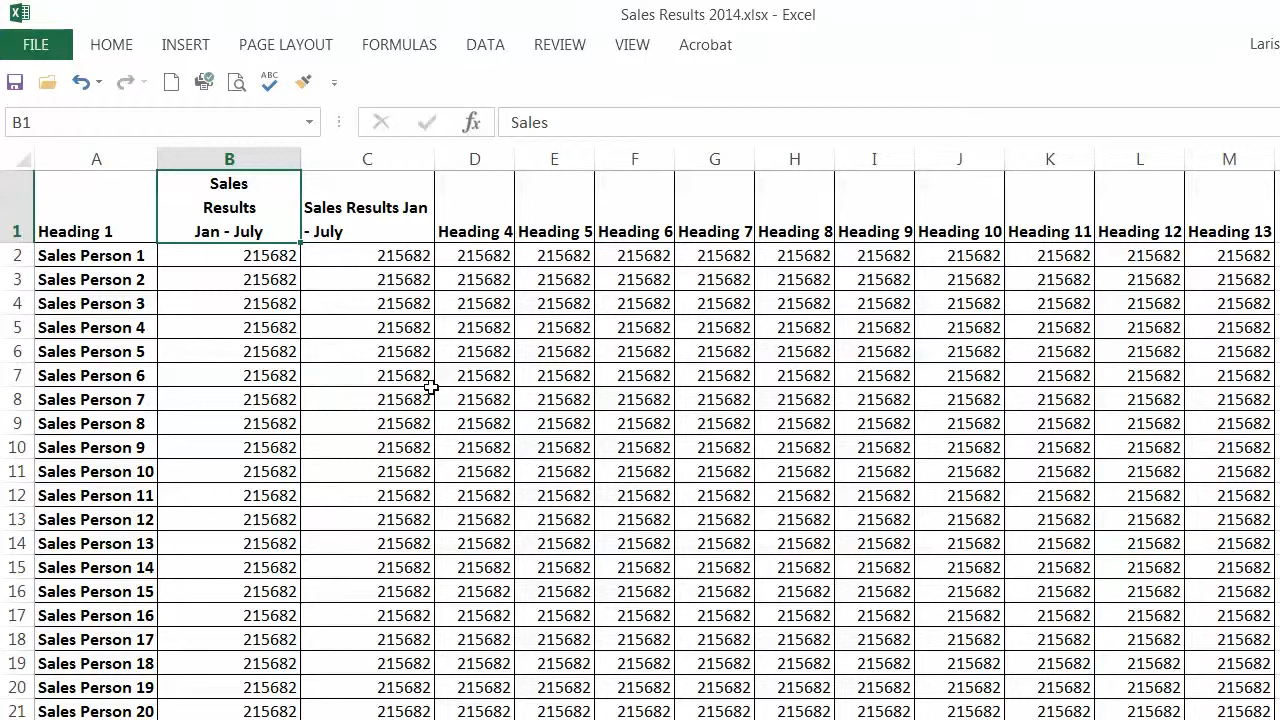 Sales Results 2014.xlsx - Excel
FILE HOME INSERT PAGE LAYOUT FORMULAS DATA REVIEW VIEW Acrobat Laris
ABC
B1 fx Sales
A B C D E F G H I J K L M
Sales
Results Sales Results Jan
1 Heading 1 Jan - July - July Heading 4 Heading 5 Heading 6 Heading 7 Heading 8 Heading 9 Heading 10 Heading 11 Heading 12 Heading 13
2 Sales Person 1 215682 215682 215682 215682 215682 215682 215682 215682 215682 215682 215682 215682
3 Sales Person 2 215682 215682 215682 215682 215682 215682 215682 215682 215682 215682 215682 215682
4 Sales Person 3 215682 215682 215682 215682 215682 215682 215682 215682 215682 215682 215682 215682
5 Sales Person 4 215682 215682 215682 215682 215682 215682 215682 215682 215682 215682 215682 215682
6 Sales Person 5 215682 215682 215682 215682 215682 215682 215682 215682 215682 215682 215682 215682
7 Sales Person 6 215682 215682 215682 215682 215682 215682 215682 215682 215682 215682 215682 215682
8 Sales Person 7 215682 215682 215682 215682 215682 215682 215682 215682 215682 215682 215682 215682
9 Sales Person 8 215682 215682 215682 215682 215682 215682 215682 215682 215682 215682 215682 215682
10 Sales Person 9 215682 215682 215682 215682 215682 215682 215682 215682 215682 215682 215682 215682
11 Sales Person 10 215682 215682 215682 215682 215682 215682 215682 215682 215682 215682 215682 215682
12 Sales Person 11 215682 215682 215682 215682 215682 215682 215682 215682 215682 215682 215682 215682
13 Sales Person 12 215682 215682 215682 215682 215682 215682 215682 215682 215682 215682 215682 215682
14 Sales Person 13 215682 215682 215682 215682 215682 215682 215682 215682 215682 215682 215682 215682
15 Sales Person 14 215682 215682 215682 215682 215682 215682 215682 215682 215682 215682 215682 215682
16 Sales Person 15 215682 215682 215682 215682 215682 215682 215682 215682 215682 215682 215682 215682
17 Sales Person 16 215682 215682 215682 215682 215682 215682 215682 215682 215682 215682 215682 215682
18 Sales Person 17 215682 215682 215682 215682 215682 215682 215682 215682 215682 215682 215682 215682
19 Sales Person 18 215682 215682 215682 215682 215682 215682 215682 215682 215682 215682 215682 215682
20 Sales Person 19 215682 215682 215682 215682 215682 215682 215682 215682 215682 215682 215682 215682
21 Sales Person 20 215682 215682 215682 215682 215682 215682 215682 215682 215682 215682 215682 215682